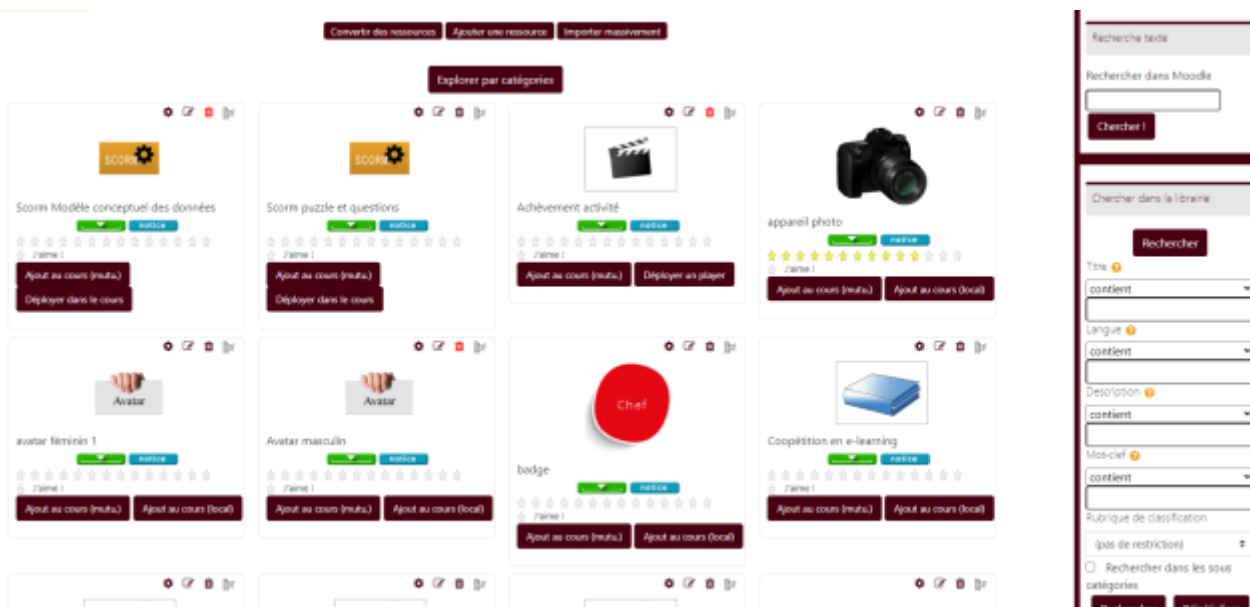 Convertir des ressources Ajouter une ressource Importer massivement
Explorer par catégories
SCORM
Scorm Modèle conceptuel des données
notice
J'aime !
Ajout au cours (mutu.)
Déployer dans le cours
SCORM
Scorm puzzle et questions
notice
J'aime !
Ajout au cours (mutu.)
Déployer dans le cours
Achèvement activité
notice
J'aime !
Ajout au cours (mutu.) Déployer un player
appareil photo
notice
J'aime !
Ajout au cours (mutu.) Ajout au cours (local)
Avatar
avatar féminin 1
notice
J'aime !
Ajout au cours (mutu.) Ajout au cours (local)
Avatar
Avatar masculin
notice
J'aime !
Ajout au cours (mutu.) Ajout au cours (local)
Chef
badge
notice
J'aime !
Ajout au cours (mutu.) Ajout au cours (local)
Coopétition en e-learning
notice
J'aime !
Ajout au cours (mutu.) Ajout au cours (local)
Recherche texte
Rechercher dans Moodle
Chercher !
Chercher dans la librairie
Rechercher
Titre
contient
Langue
contient
Description
contient
Mot-clef
contient
Rubrique de classification
(pas de restriction)
Rechercher dans les sous
catégories